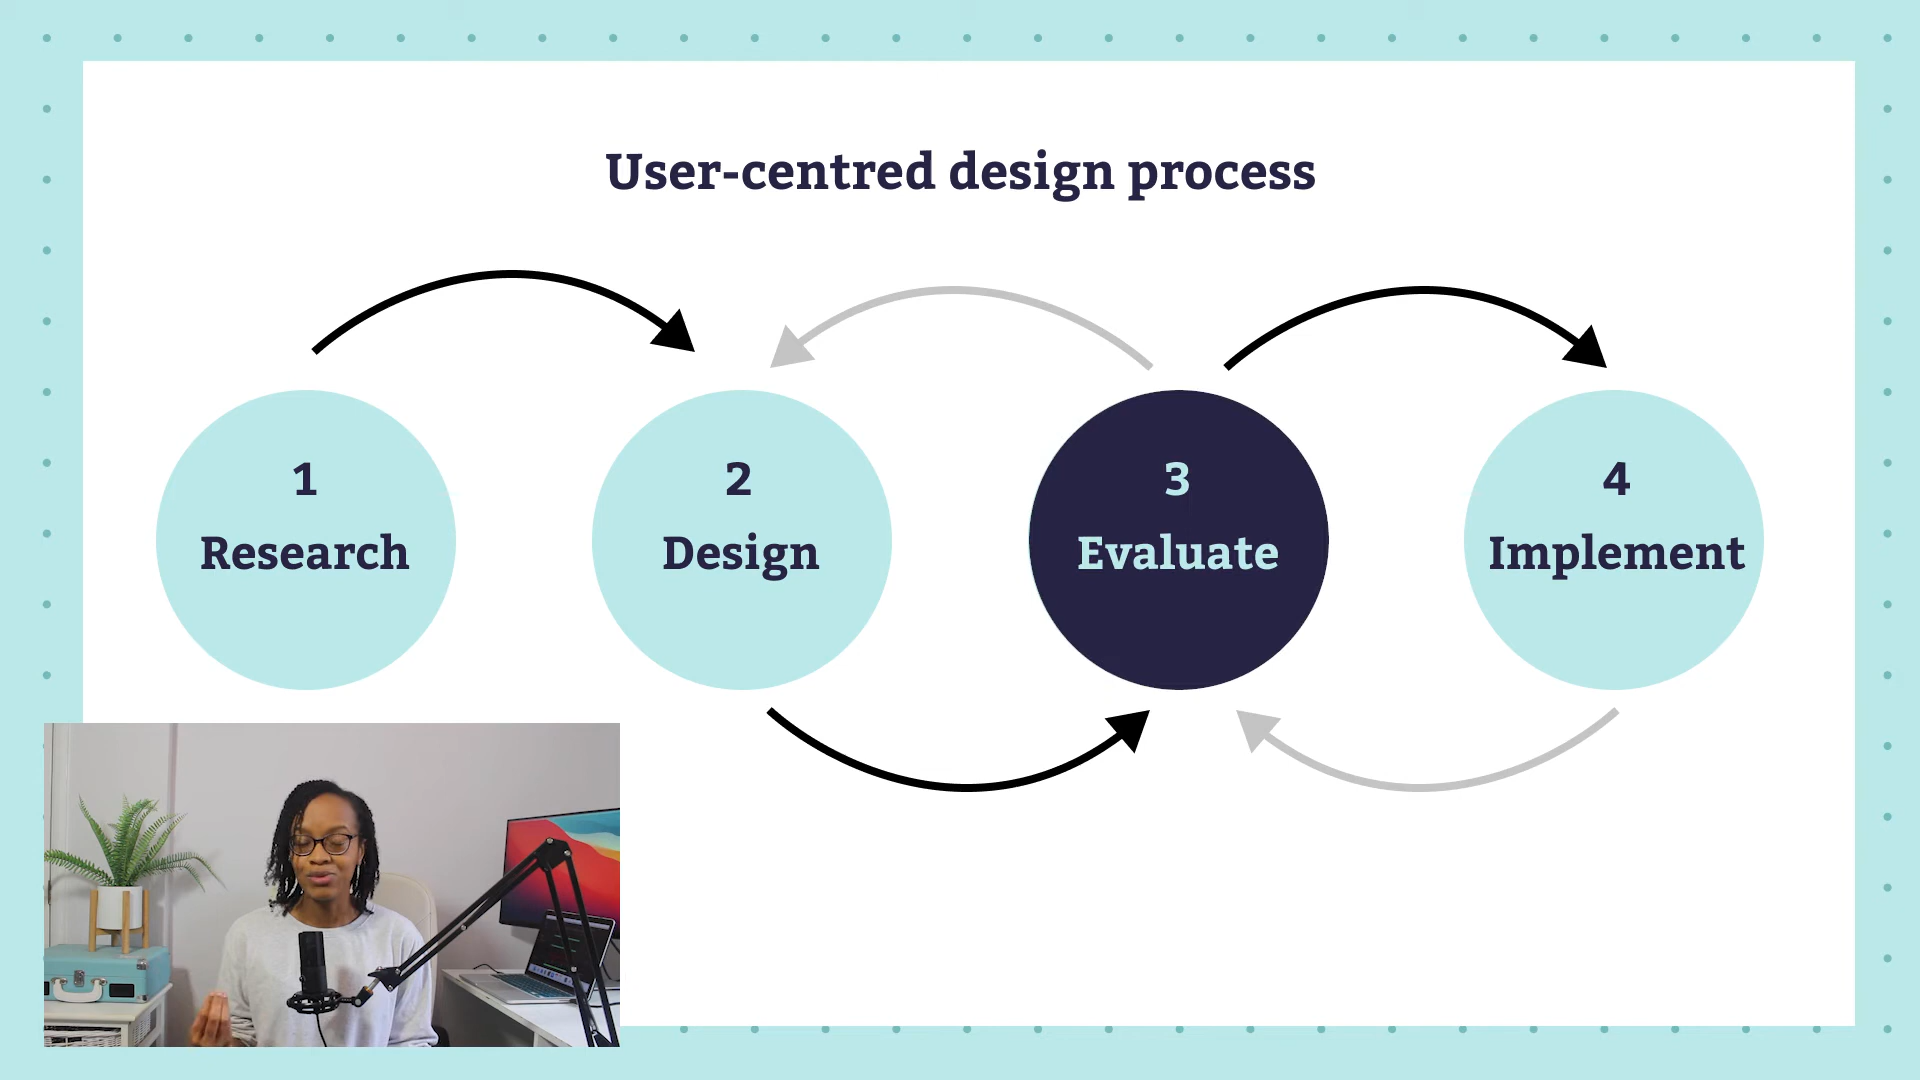 User-centred design process
1
Research
2
Design
3
Evaluate
4
Implement